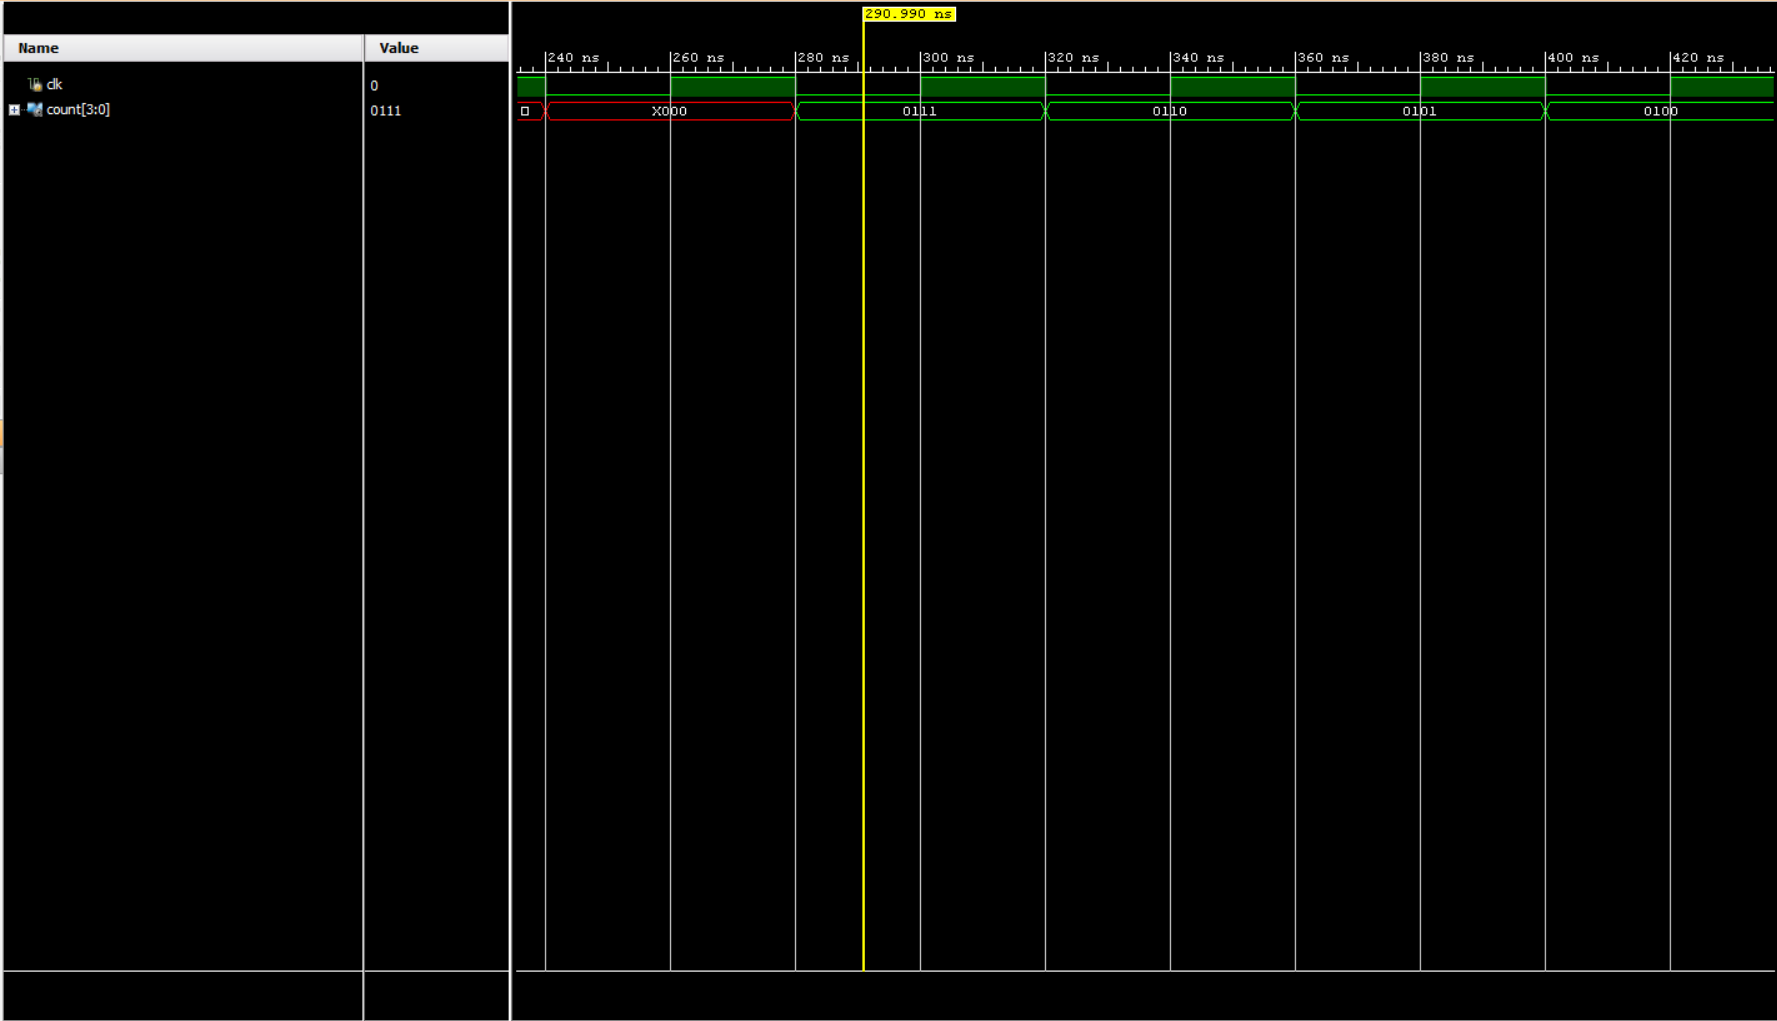 290.990 ns
Name Value
240 ns 260 ns 280 ns 300 ns 320 ns 340 ns 360 ns 380 ns 400 ns 420 ns
clk 0
count[3:0] 0111 X000 0111 0110 0101 0100